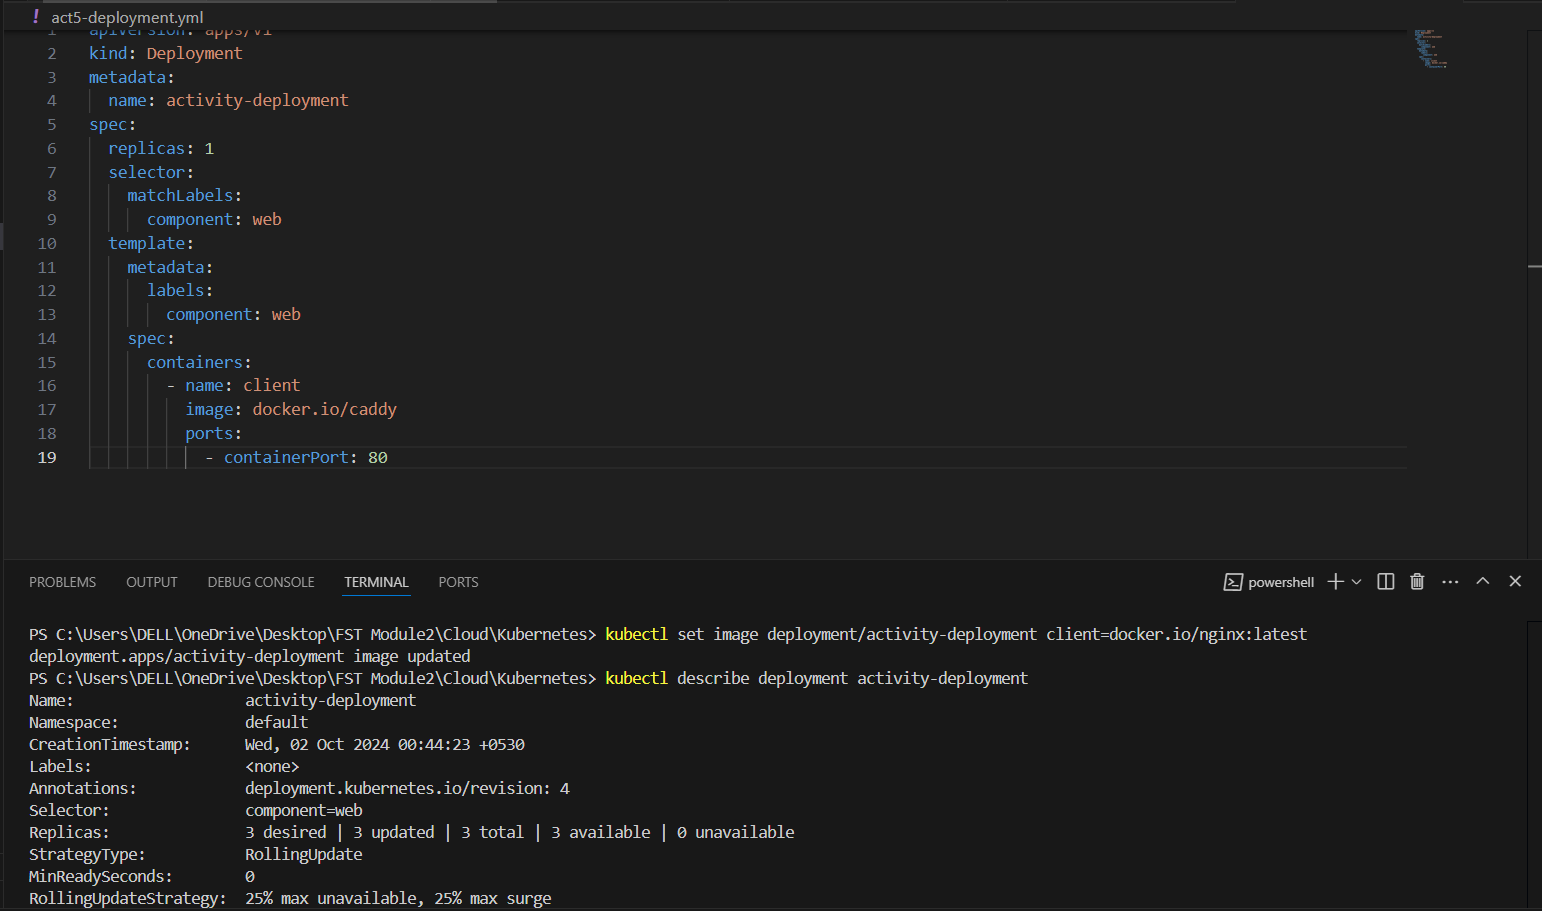 ! act5-deployment.yml
1 apiVersion: apps/v1
2 kind: Deployment
3 metadata:
4 name: activity-deployment
5 spec:
6 replicas: 1
7 selector:
8 matchLabels:
9 component: web
10 template:
11 metadata:
12 labels:
13 component: web
14 spec:
15 containers:
16 - name: client
17 image: docker.io/caddy
18 ports:
19 - containerPort: 80
PROBLEMS OUTPUT DEBUG CONSOLE TERMINAL PORTS powershell
PS C:\Users\DELL\OneDrive\Desktop\FST Module2\Cloud\Kubernetes> kubectl set image deployment/activity-deployment client=docker.io/nginx:latest
deployment.apps/activity-deployment image updated
PS C:\Users\DELL\OneDrive\Desktop\FST Module2\Cloud\Kubernetes> kubectl describe deployment activity-deployment
Name: activity-deployment
Namespace: default
CreationTimestamp: Wed, 02 Oct 2024 00:44:23 +0530
Labels: <none>
Annotations: deployment.kubernetes.io/revision: 4
Selector: component=web
Replicas: 3 desired | 3 updated | 3 total | 3 available | 0 unavailable
StrategyType: RollingUpdate
MinReadySeconds: 0
RollingUpdateStrategy: 25% max unavailable, 25% max surge